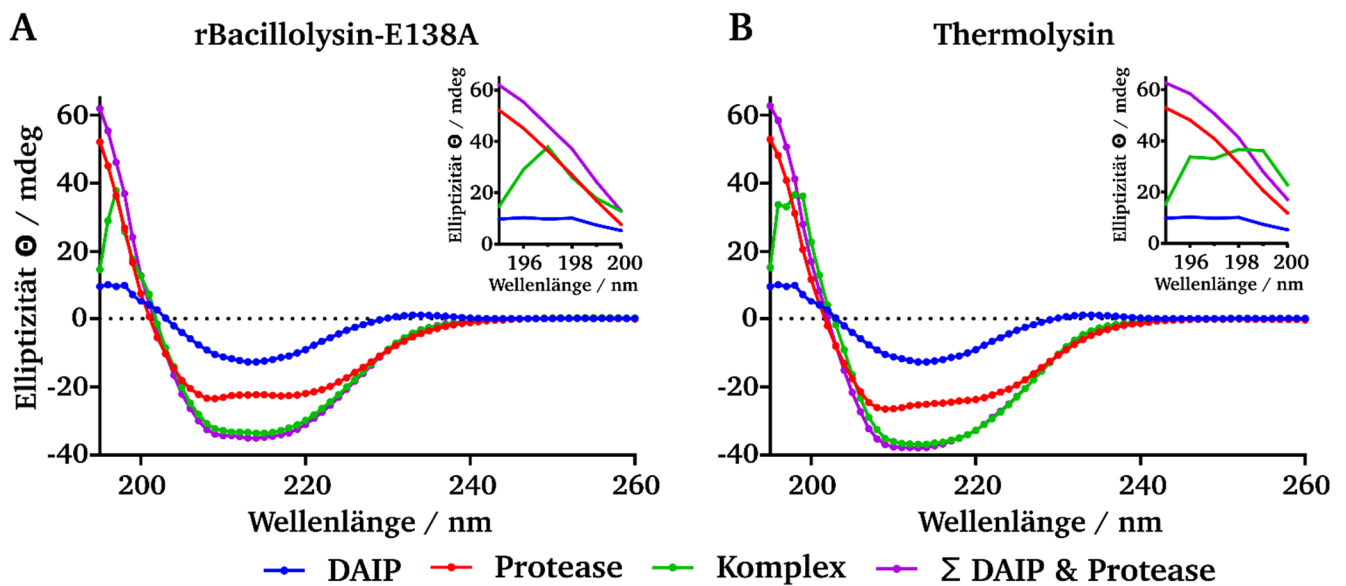 A
rBacillolysin-E138A
Elliptizität Θ / mdeg
60
40
20
0
-20
-40
200
220
240
260
Wellenlänge / nm
Elliptizität Θ / mdeg
60
40
20
0
196
198
200
Wellenlänge / nm
B
Thermolysin
60
40
20
0
-20
-40
200
220
240
260
Wellenlänge / nm
Elliptizität Θ / mdeg
60
40
20
0
196
198
200
Wellenlänge / nm
DAIP
Protease
Komplex
Σ DAIP & Protease